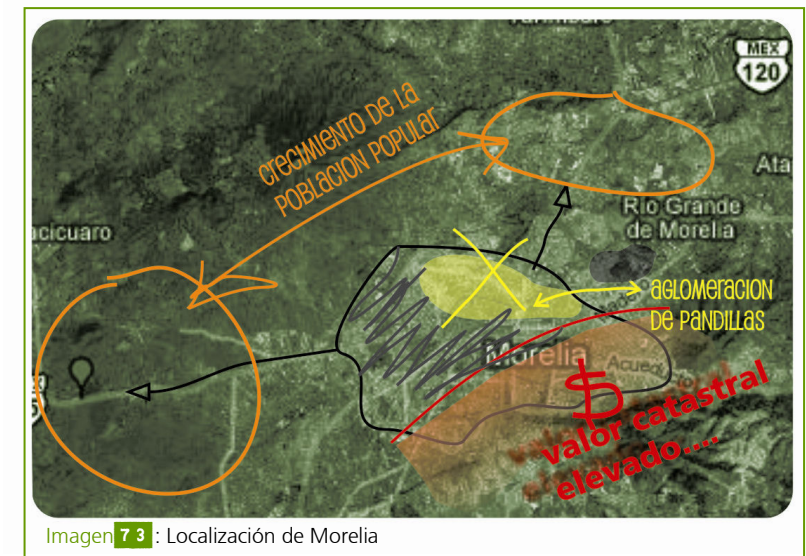 MEX
120
CRECIMIENTO DE LA
POBLACION POPULAR
Ata
Rio Grande
de Morelia
acicuaro
AGLOMERACION
DE PANDILLAS
Morelia
Acued
$
valor catastral
elevado....
Imagen 7 3 : Localización de Morelia